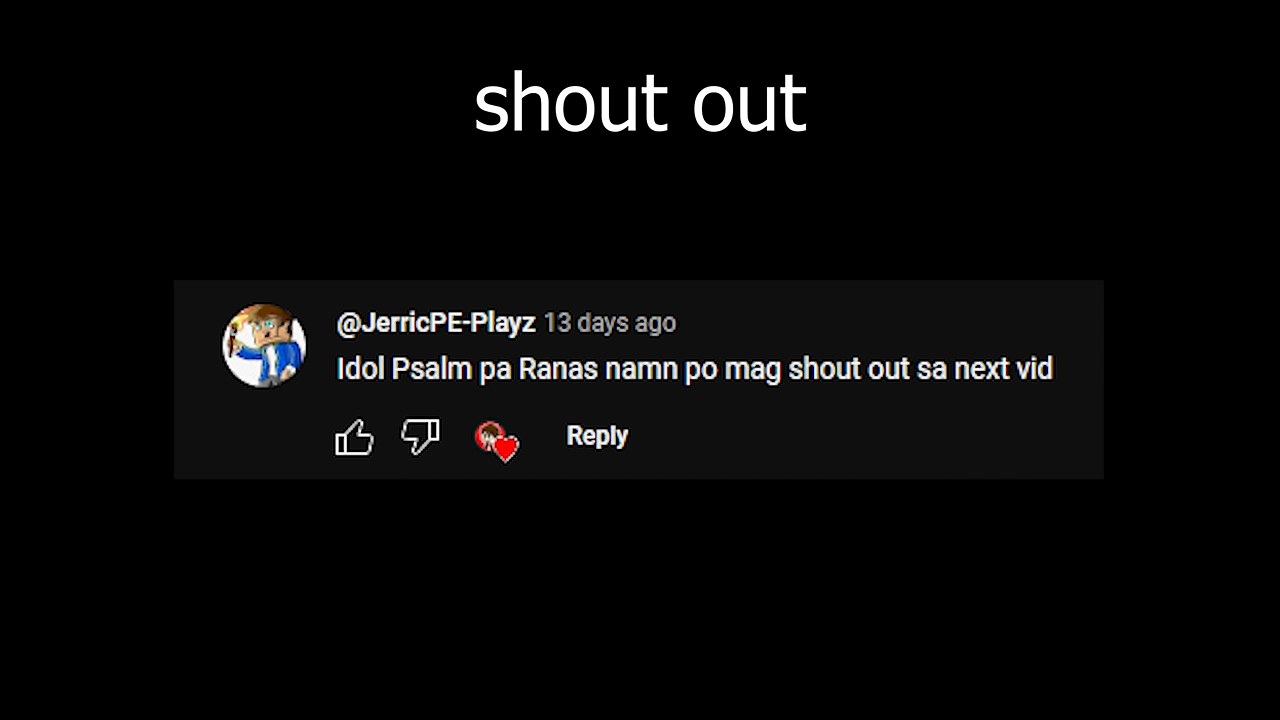 shout out
@JerricPE-Playz 13 days ago
Idol Psalm pa Ranas namn po mag shout out sa next vid
Reply